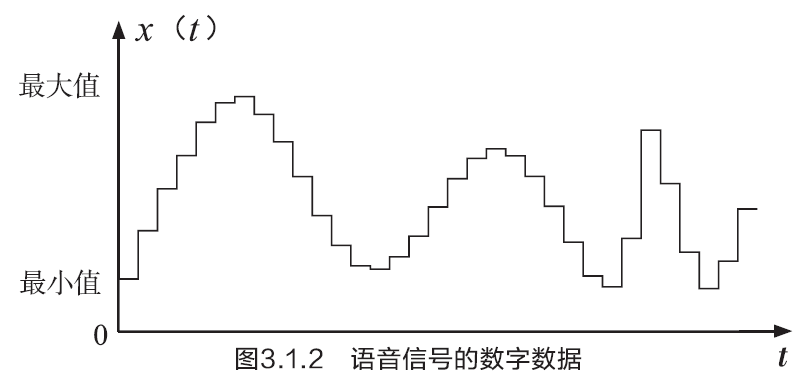 x（t）
最大值
最小值
0
t
图3.1.2 语音信号的数字数据